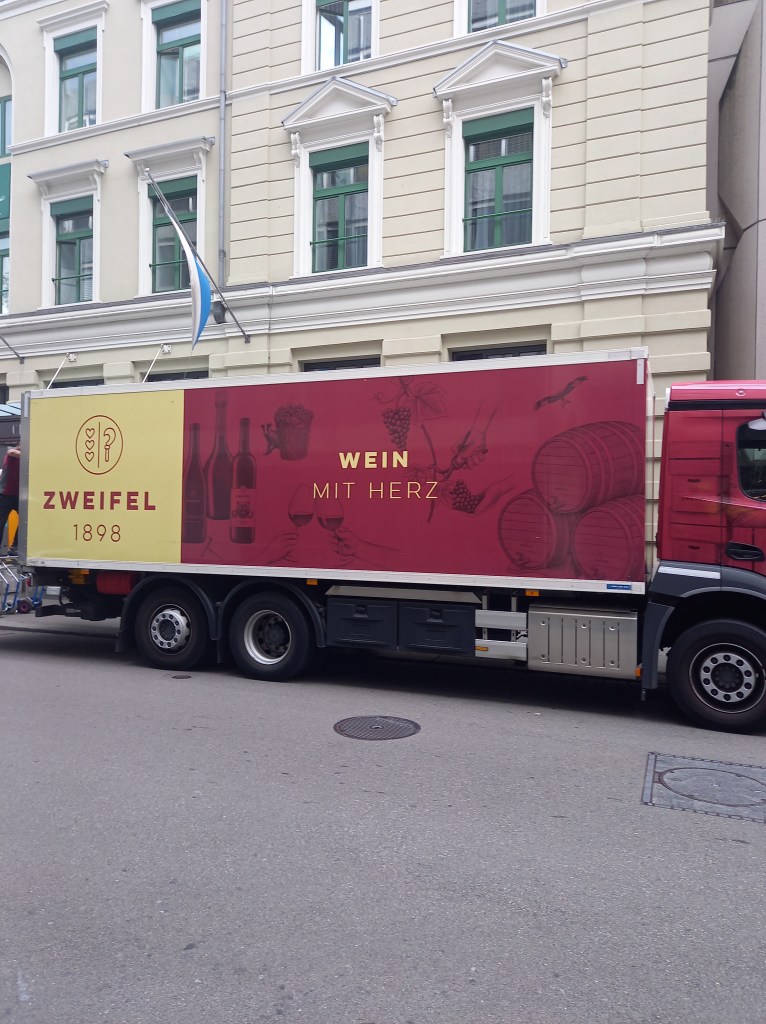 ZWEIFEL
1898
WEIN
MIT HERZ